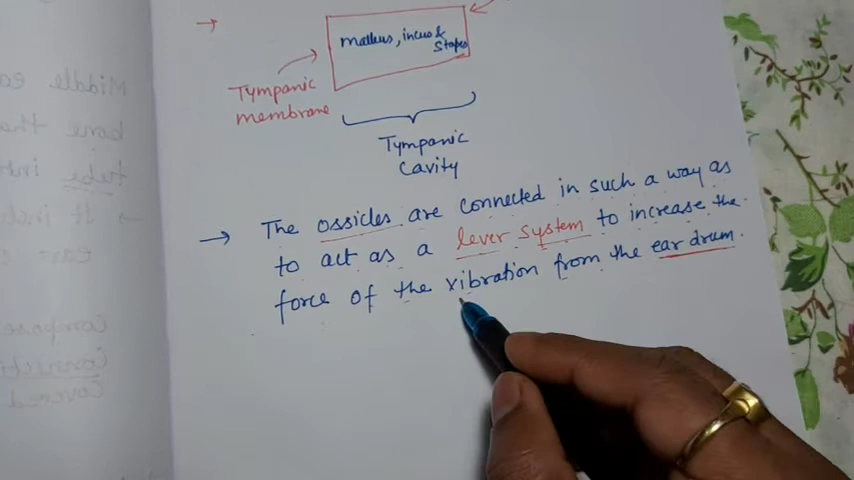 Malleus, incus &
Stapes
Tympanic
membrane
Tympanic
Cavity
The ossicles are connected in such a way as
to act as a lever system to increase the
force of the vibration from the ear drum.